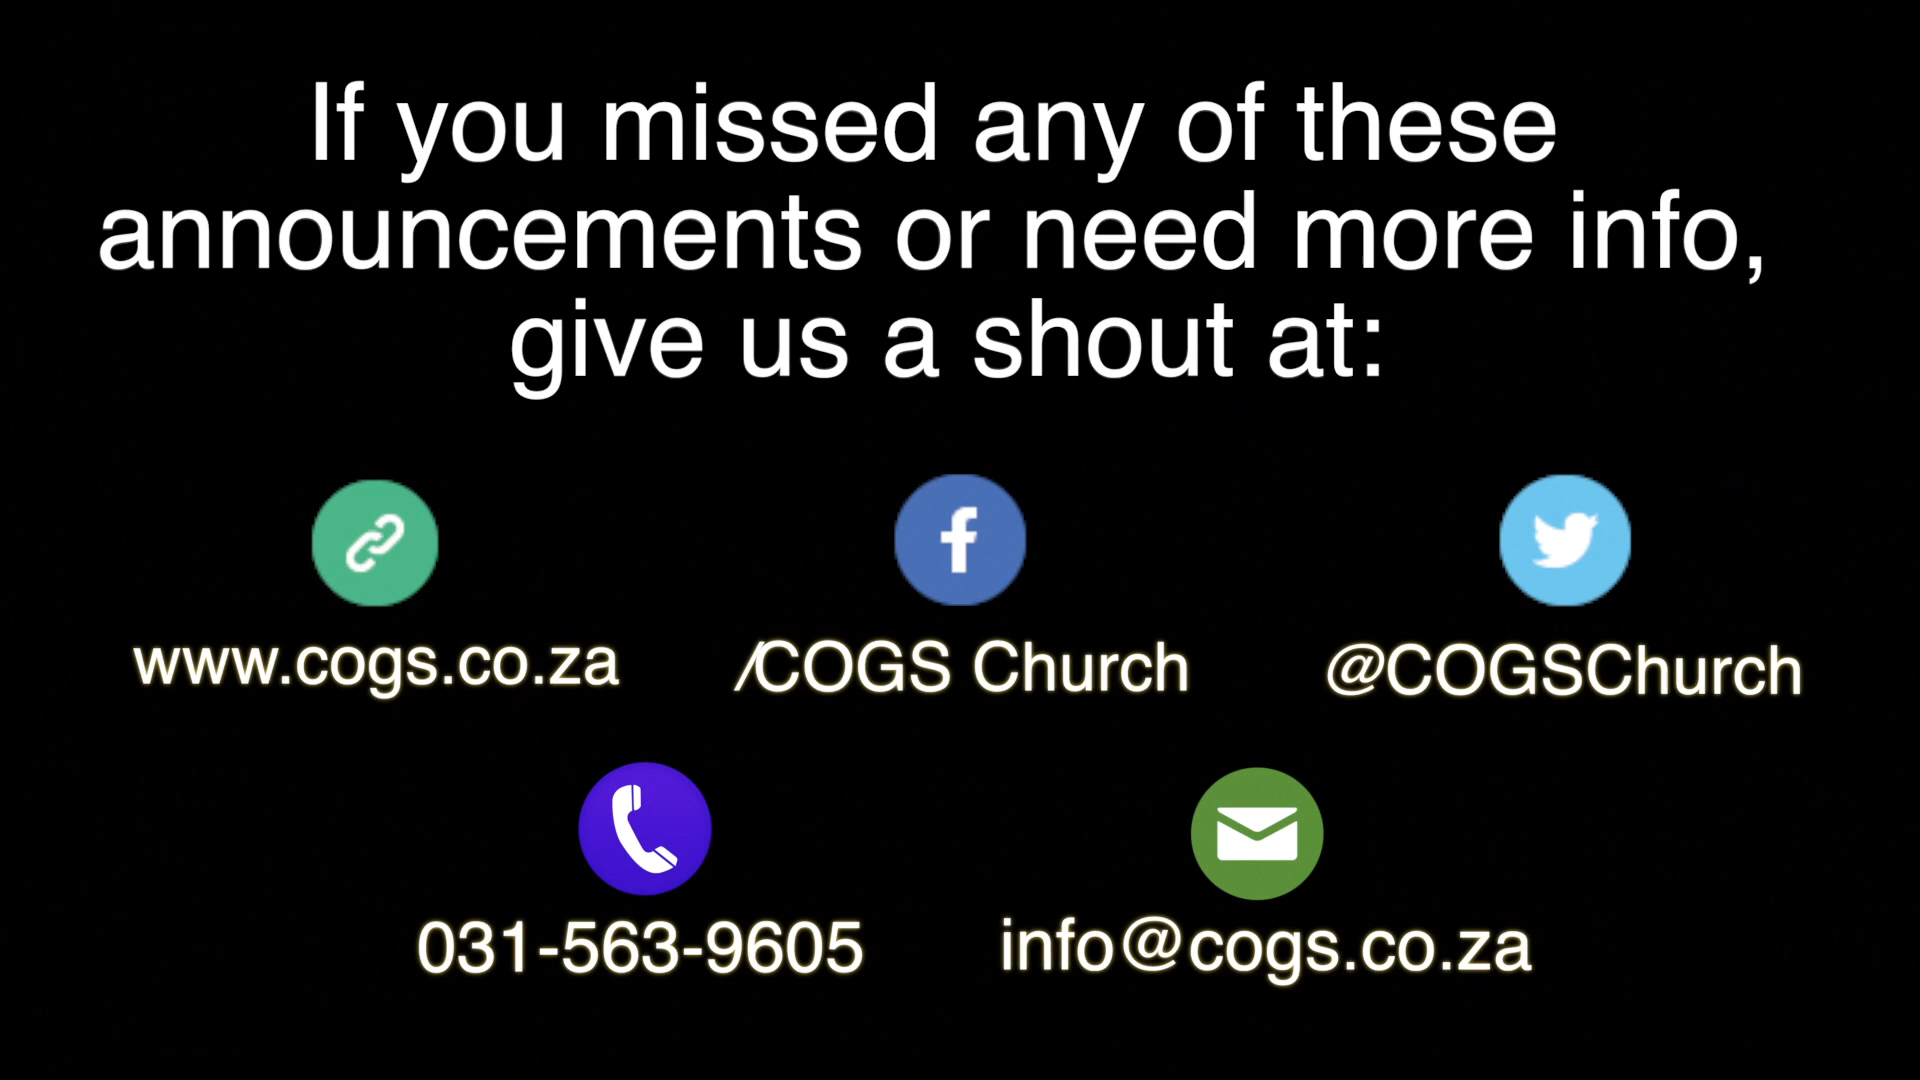 If you missed any of these
announcements or need more info,
give us a shout at:
www.cogs.co.za
/COGS Church
@COGSChurch
031-563-9605
info@cogs.co.za